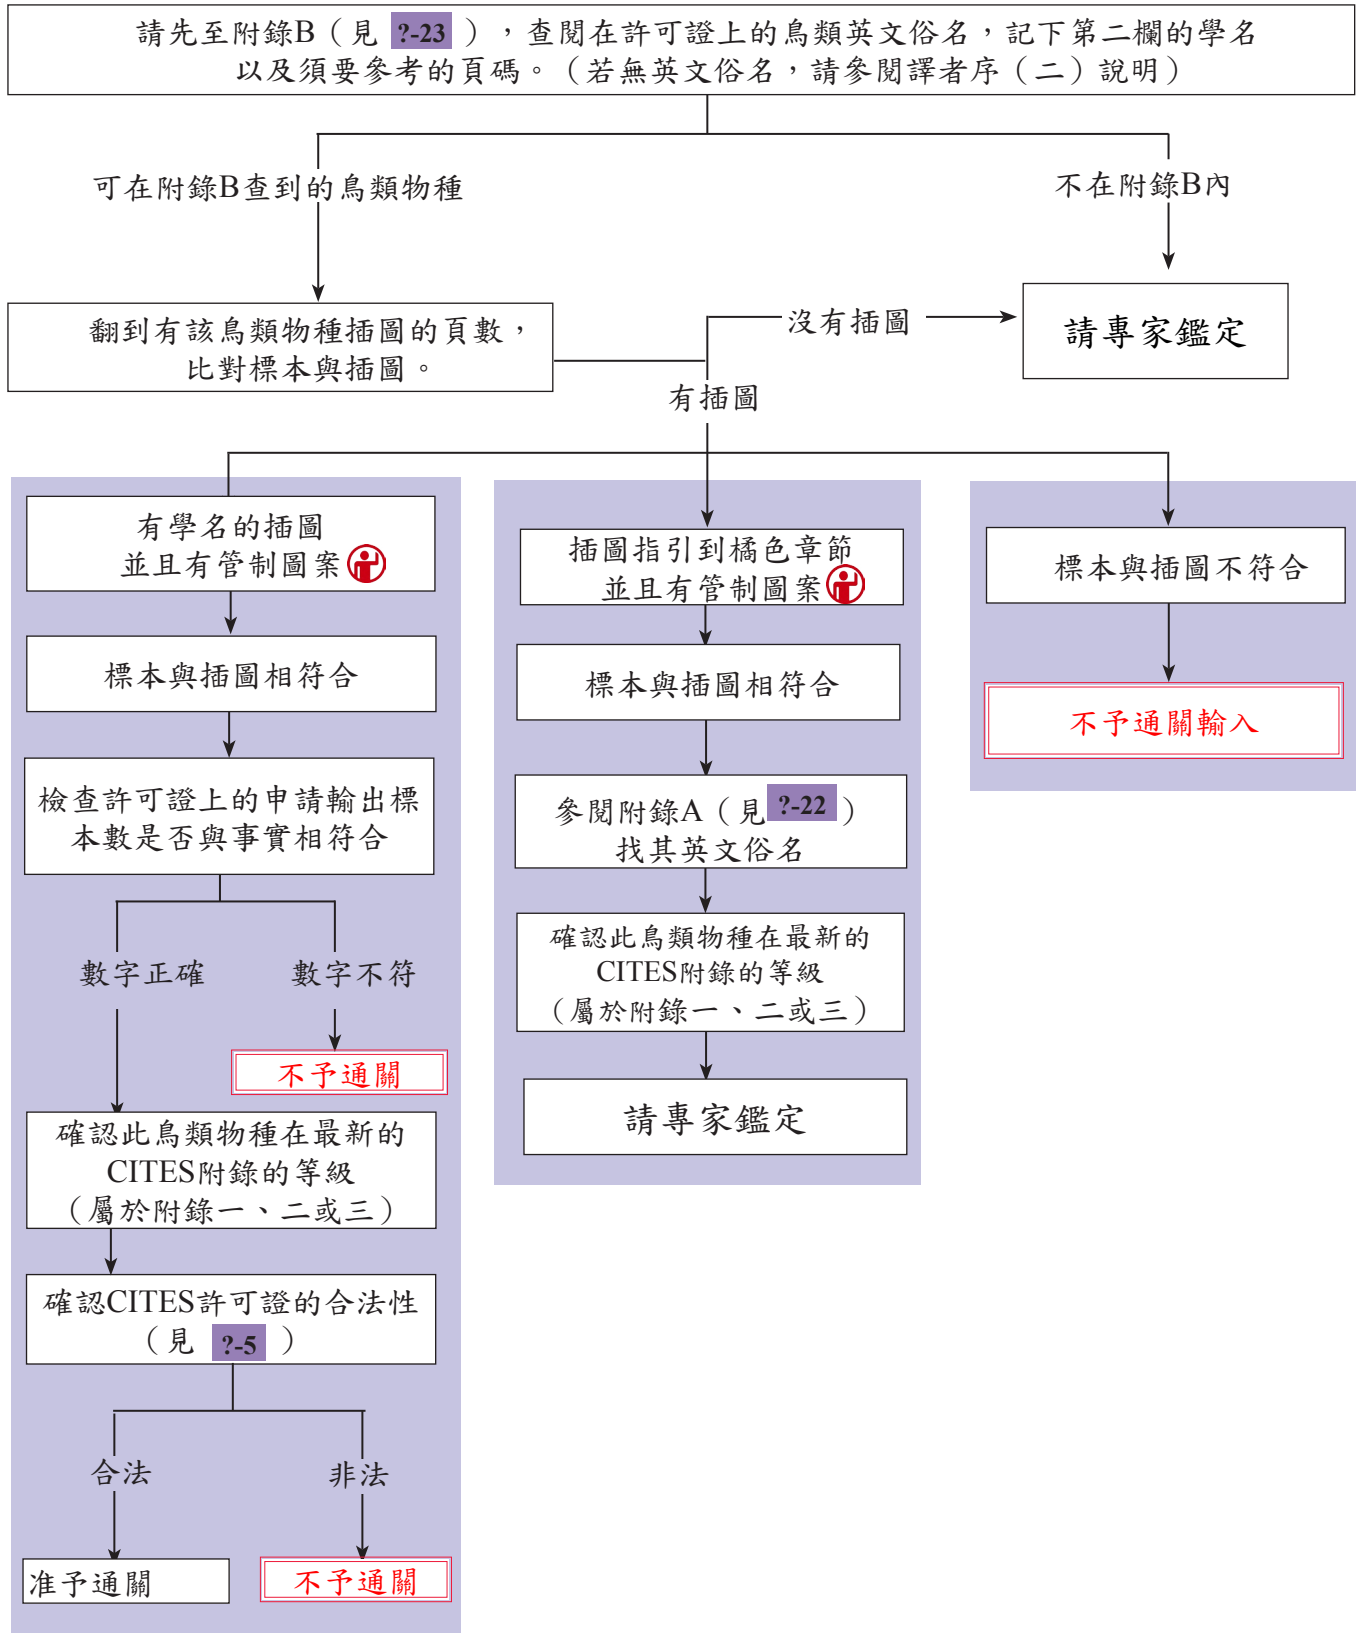 請先至附錄B（見 ?-23 ），查閱在許可證上的鳥類英文俗名，記下第二欄的學名
以及須要參考的頁碼。（若無英文俗名，請參閱譯者序（二）說明）
可在附錄B查到的鳥類物種
不在附錄B內
翻到有該鳥類物種插圖的頁數，
比對標本與插圖。
沒有插圖
請專家鑑定
有插圖
有學名的插圖
並且有管制圖案
標本與插圖相符合
檢查許可證上的申請輸出標
本數是否與事實相符合
數字正確
數字不符
不予通關
確認此鳥類物種在最新的
CITES附錄的等級
（屬於附錄一、二或三）
確認CITES許可證的合法性
（見 ?-5 ）
合法
非法
准予通關
不予通關
插圖指引到橘色章節
並且有管制圖案
標本與插圖相符合
參閱附錄A（見 ?-22 ）
找其英文俗名
確認此鳥類物種在最新的
CITES附錄的等級
（屬於附錄一、二或三）
請專家鑑定
標本與插圖不符合
不予通關輸入